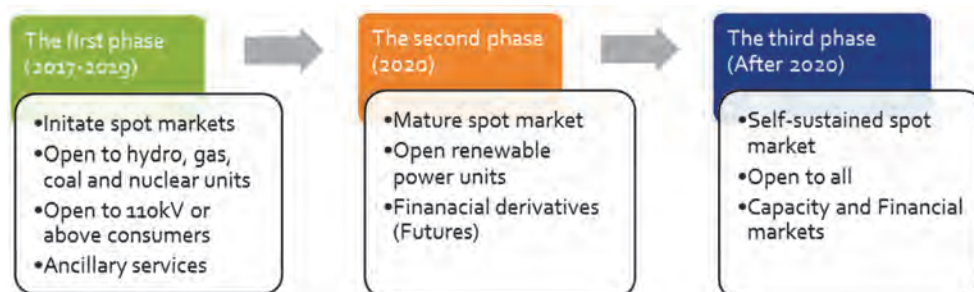 The first phase
(2017-2019)
•Initate spot markets
•Open to hydro, gas,
coal and nuclear units
•Open to 110kV or
above consumers
•Ancillary services
The second phase
(2020)
•Mature spot market
•Open renewable
power units
•Finanacial derivatives
(Futures)
The third phase
(After 2020)
•Self-sustained spot
market
•Open to all
•Capacity and Financial
markets